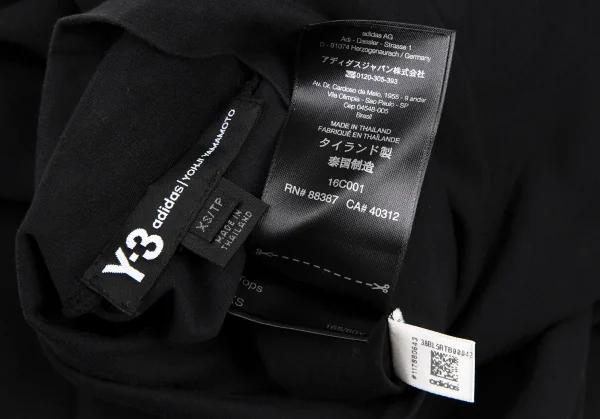 adidas AG
Adi - Dassler - Strasse 1
D - 91074 Herzogenaurach / Germany
アディダスジャパン株式会社
0120-305-393
Av. Dr. Cardoso de Melo, 1955 - 9 andar
Vila Olimpia - Sao Paulo - SP
Cep 04548-005
Brasil
MADE IN THAILAND
FABRIQUÉ EN THAÏLANDE
タイランド製
泰国制造
16C001
RN# 88387 CA# 40312
Y-3
adidas | YOHJI YAMAMOTO
XS/TP
MADE IN
THAILAND
adidas